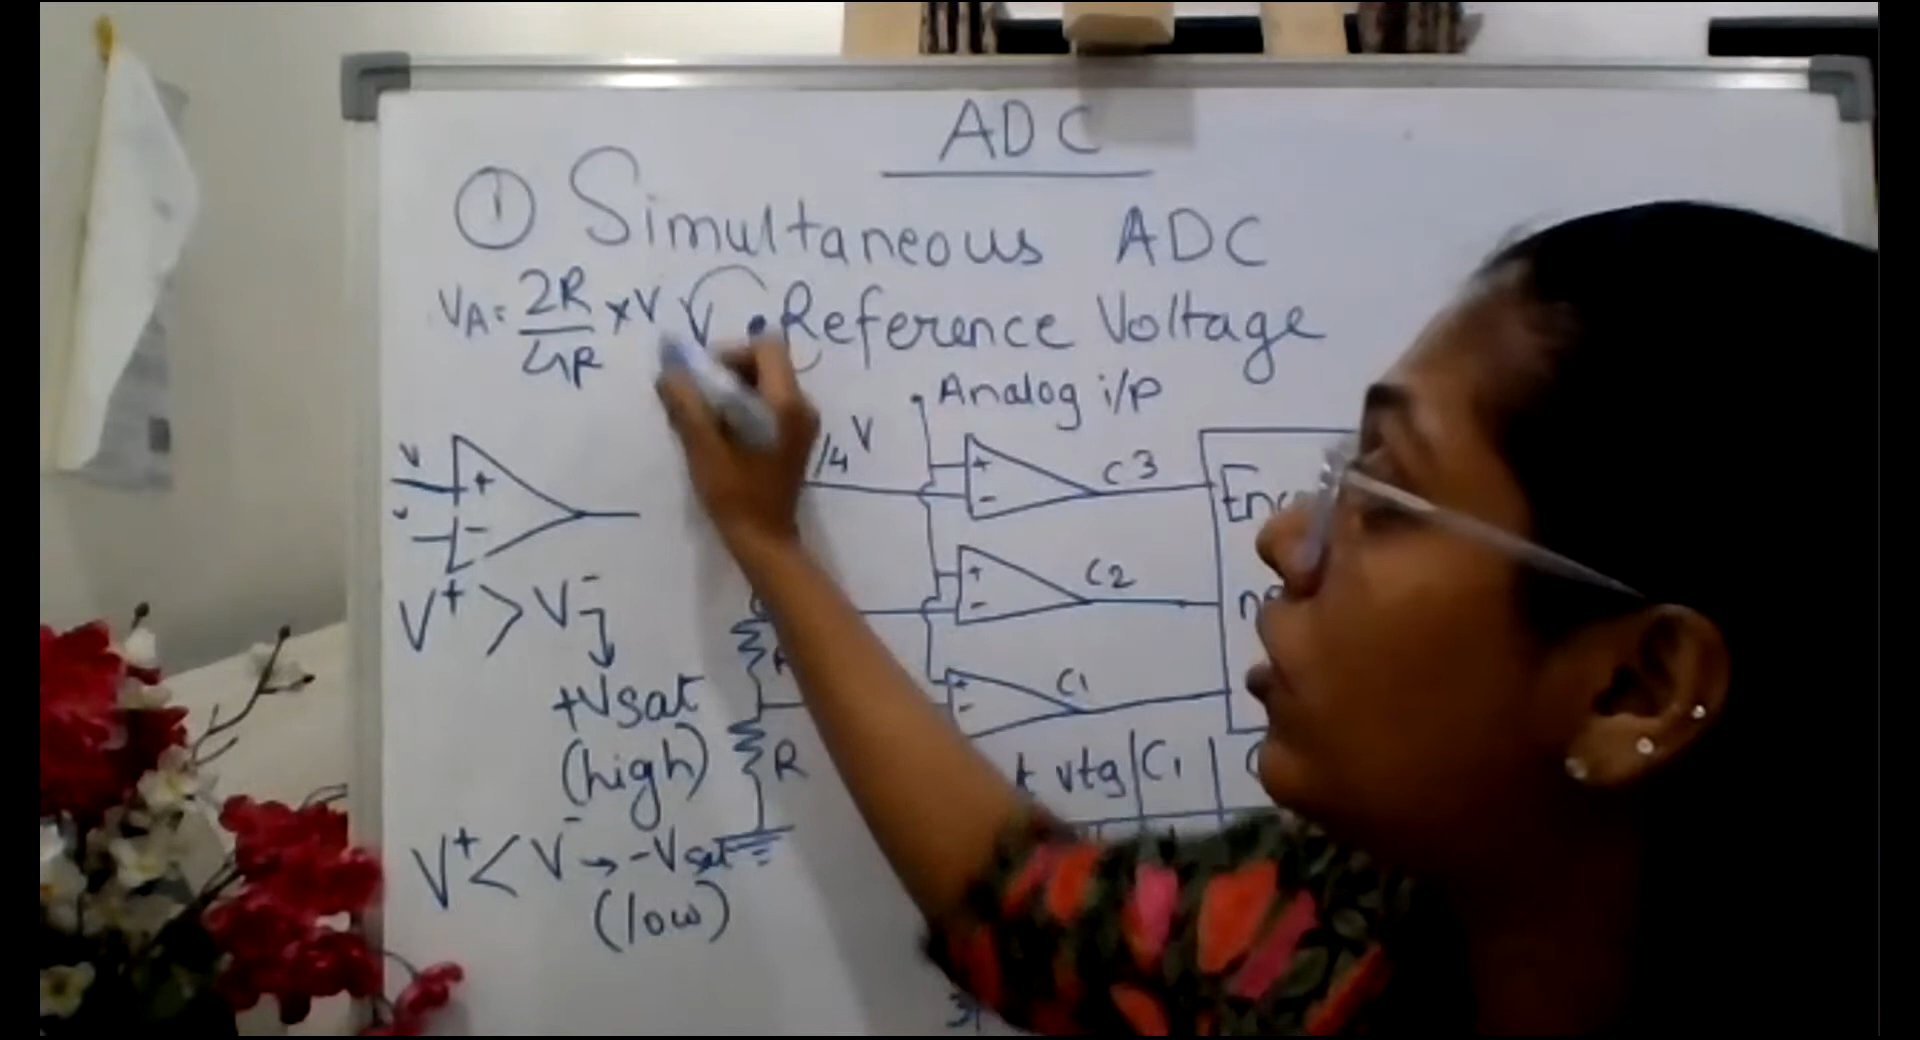 ADC
① Simultaneous ADC
VA = 2R/4R × V
V Reference Voltage
Analog i/p
/4 V
+
-
C3
V
+
-
+
-
C2
V⁺ > V⁻
+
-
C1
+Vsat
(high)
R
vtg C1
V⁺ < V⁻ → -Vsat
(low)